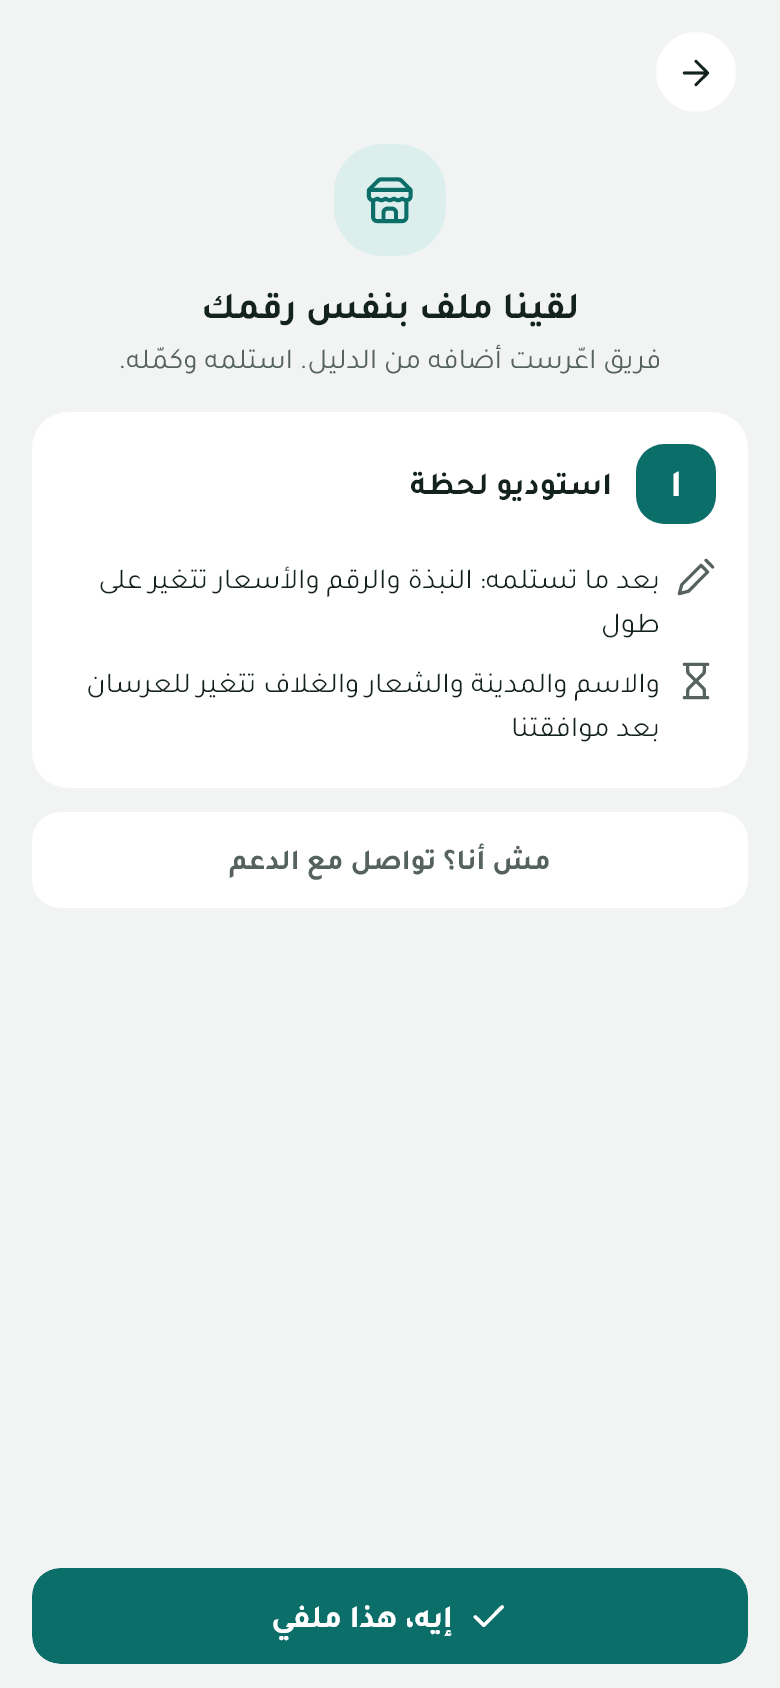 لقينا ملف بنفس رقمك
فريق اعّرست أضافه من الدليل. استلمه وكمّله.
ا
استوديو لحظة
بعد ما تستلمه: النبذة والرقم والأسعار تتغير على
طول
والاسم والمدينة والشعار والغلاف تتغير للعرسان
بعد موافقتنا
مش أنا؟ تواصل مع الدعم
إيه، هذا ملفي